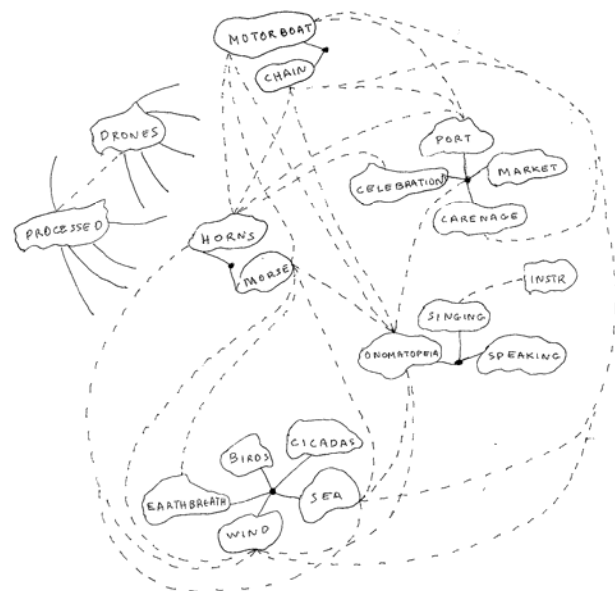 MOTORBOAT
CHAIN
DRONES
PORT
MARKET
CELEBRATION
CARENAGE
PROCESSED
HORNS
MORSE
INSTR
SINGING
ONOMATOPEIA
SPEAKING
BIRDS
CICADAS
EARTHBREATH
SEA
WIND